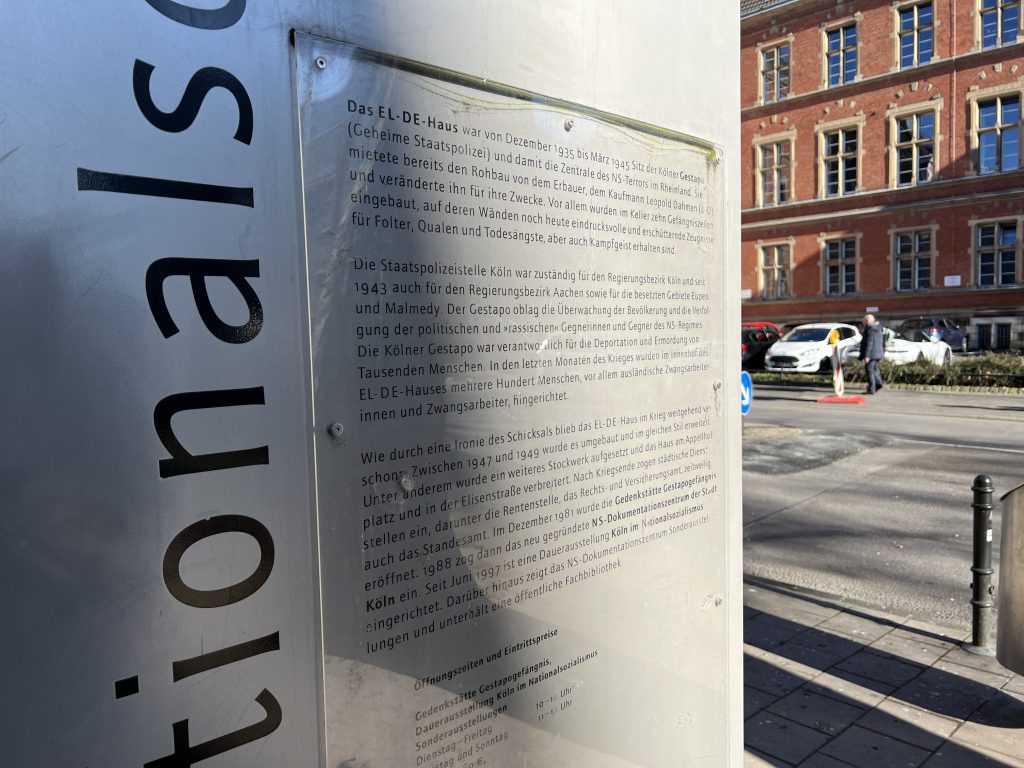 tionals
Das EL-DE-Haus war von Dezember 1935 bis März 1945 Sitz der Kölner Gestapo
(Geheime Staatspolizei) und damit die Zentrale des NS-Terrors im Rheinland. Sie
mietete bereits den Rohbau von dem Erbauer, dem Kaufmann Leopold Dahmen (L-D)
und veränderte ihn für ihre Zwecke. Vor allem wurden im Keller zehn Gefängniszellen
eingebaut, auf deren Wänden noch heute eindrucksvolle und erschütternde Zeugnisse
für Folter, Qualen und Todesängste, aber auch Kampfgeist erhalten sind.
Die Staatspolizeistelle Köln war zuständig für den Regierungsbezirk Köln und seit
1943 auch für den Regierungsbezirk Aachen sowie für die besetzten Gebiete Eupen
und Malmedy. Der Gestapo oblag die Überwachung der Bevölkerung und die Verfol-
gung der politischen und »rassischen« Gegnerinnen und Gegner des NS-Regimes.
Die Kölner Gestapo war verantwortlich für die Deportation und Ermordung von
Tausenden Menschen. In den letzten Monaten des Krieges wurden im Innenhof des
EL-DE-Hauses mehrere Hundert Menschen, vor allem ausländische Zwangsarbeiter-
innen und Zwangsarbeiter, hingerichtet.
Wie durch eine Ironie des Schicksals blieb das EL-DE-Haus im Krieg weitgehend ver-
schont. Zwischen 1947 und 1949 wurde es umgebaut und im gleichen Stil erweitert.
Unter anderem wurde ein weiteres Stockwerk aufgesetzt und das Haus am Appellhof-
platz und in der Elisenstraße verbreitert. Nach Kriegsende zogen städtische Dienst-
stellen ein, darunter die Rentenstelle, das Rechts- und Versicherungsamt, zeitweilig
auch das Standesamt. Im Dezember 1981 wurde die Gedenkstätte Gestapogefängnis
eröffnet. 1988 zog dann das neu gegründete NS-Dokumentationszentrum der Stadt
Köln ein. Seit Juni 1997 ist eine Dauerausstellung Köln im Nationalsozialismus
eingerichtet. Darüber hinaus zeigt das NS-Dokumentationszentrum Sonderausstel-
lungen und unterhält eine öffentliche Fachbibliothek.
Öffnungszeiten und Eintrittspreise
Gedenkstätte Gestapogefängnis,
Dauerausstellung Köln im Nationalsozialismus
Sonderausstellungen
Dienstag – Freitag Uhr
und Sonntag Uhr